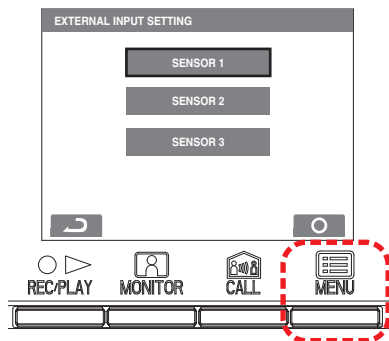 EXTERNAL INPUT SETTING
SENSOR 1
SENSOR 2
SENSOR 3
REC/PLAY MONITOR CALL MENU